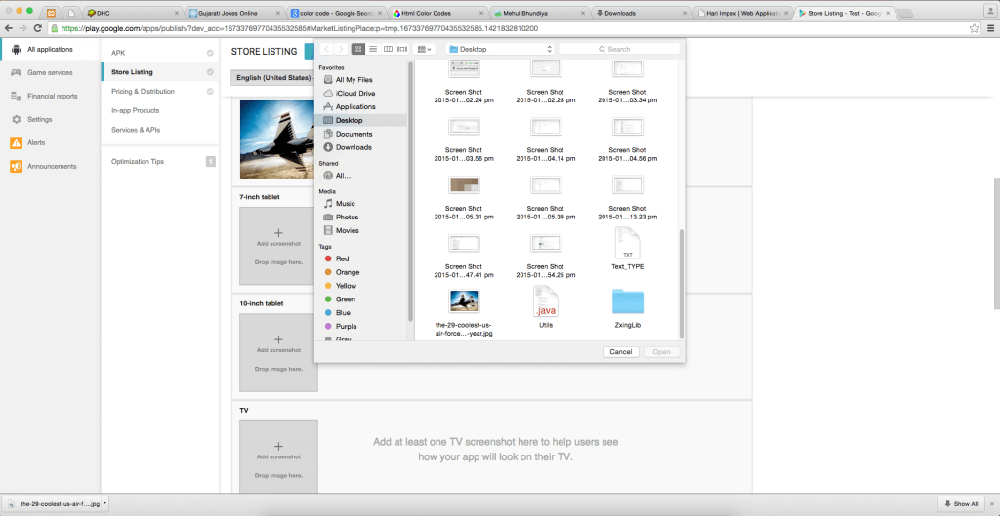 DHC
Gujarati Jokes Online
color code - Google Sear
Html Color Codes
Mehul Bhundiya
Downloads
Hari Impex | Web Applicat
Store Listing - Test - Goog
https://play.google.com/apps/publish/?dev_acc=16733769770435532585#MarketListingPlace:p=tmp.16733769770435532585.1421832810200
All applications
Game services
Financial reports
Settings
Alerts
Announcements
APK
Store Listing
Pricing & Distribution
In-app Products
Services & APIs
Optimization Tips
1
STORE LISTING
English (United States)
Desktop
Search
Favorites
All My Files
iCloud Drive
Applications
Desktop
Documents
Downloads
Shared
All...
Media
Music
Photos
Movies
Tags
Red
Orange
Yellow
Green
Blue
Purple
Gray
Screen Shot
2015-01...02.24 pm
Screen Shot
2015-01...02.28 pm
Screen Shot
2015-01...03.34 pm
Screen Shot
2015-01...03.56 pm
Screen Shot
2015-01...04.14 pm
Screen Shot
2015-01...04.56 pm
Screen Shot
2015-01...05.31 pm
Screen Shot
2015-01...05.39 pm
Screen Shot
2015-01...13.23 pm
Screen Shot
2015-01...47.41 pm
Screen Shot
2015-01...54.25 pm
TXT
Text_TYPE
the-29-coolest-us-
air-force...-year.jpg
.java
Utils
ZxingLib
Cancel
Open
7-inch tablet
Add screenshot
Drop image here.
10-inch tablet
Add screenshot
Drop image here.
TV
Add screenshot
Drop image here.
Add at least one TV screenshot here to help users see
how your app will look on their TV.
the-29-coolest-us-air-f....jpg
Show All